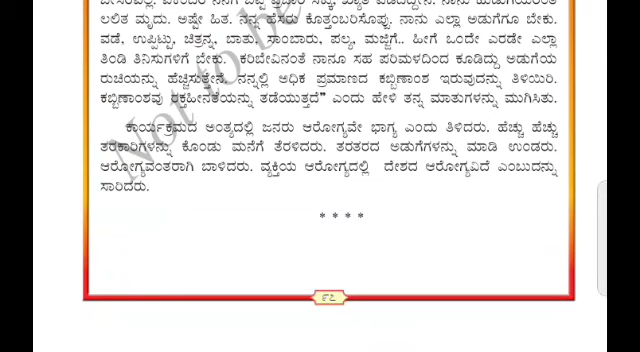 ಲಲಿತ ಮೃದು. ಅಷ್ಟೇ ಹಿತ. ನನ್ನ ಹೆಸರು ಕೊತ್ತಂಬರಿಸೊಪ್ಪು. ನಾನು ಎಲ್ಲಾ ಅಡುಗೆಗೂ ಬೇಕು.
ವಡೆ, ಉಪ್ಪಿಟ್ಟು, ಚಿತ್ರನ್ನ, ಬಾತು, ಸಾಂಬಾರು, ಪಲ್ಯ, ಮಜ್ಜಿಗೆ.. ಹೀಗೆ ಒಂದೇ ಎರಡೇ ಎಲ್ಲಾ
ತಿಂಡಿ ತಿನಿಸುಗಳಿಗೆ ಬೇಕು. ಕರಿಬೇವಿನಂತೆ ನಾನೂ ಸಹ ಪರಿಮಳದಿಂದ ಕೂಡಿದ್ದು ಅಡುಗೆಯ
ರುಚಿಯನ್ನು ಹೆಚ್ಚಿಸುತ್ತೇನೆ. ನನ್ನಲ್ಲಿ ಅಧಿಕ ಪ್ರಮಾಣದ ಕಬ್ಬಿಣಾಂಶ ಇರುವುದನ್ನು ತಿಳಿಯಿರಿ.
ಕಬ್ಬಿಣಾಂಶವು ರಕ್ತಹೀನತೆಯನ್ನು ತಡೆಯುತ್ತದೆ” ಎಂದು ಹೇಳಿ ತನ್ನ ಮಾತುಗಳನ್ನು ಮುಗಿಸಿತು.
ಕಾರ್ಯಕ್ರಮದ ಅಂತ್ಯದಲ್ಲಿ ಜನರು ಆರೋಗ್ಯವೇ ಭಾಗ್ಯ ಎಂದು ತಿಳಿದರು. ಹೆಚ್ಚು ಹೆಚ್ಚು
ತರಕಾರಿಗಳನ್ನು ಕೊಂಡು ಮನೆಗೆ ತೆರಳಿದರು. ತರತರದ ಅಡುಗೆಗಳನ್ನು ಮಾಡಿ ಉಂಡರು.
ಆರೋಗ್ಯವಂತರಾಗಿ ಬಾಳಿದರು. ವ್ಯಕ್ತಿಯ ಆರೋಗ್ಯದಲ್ಲಿ ದೇಶದ ಆರೋಗ್ಯವಿದೆ ಎಂಬುದನ್ನು
ಸಾರಿದರು.
* * * *
೯೭
Not to be